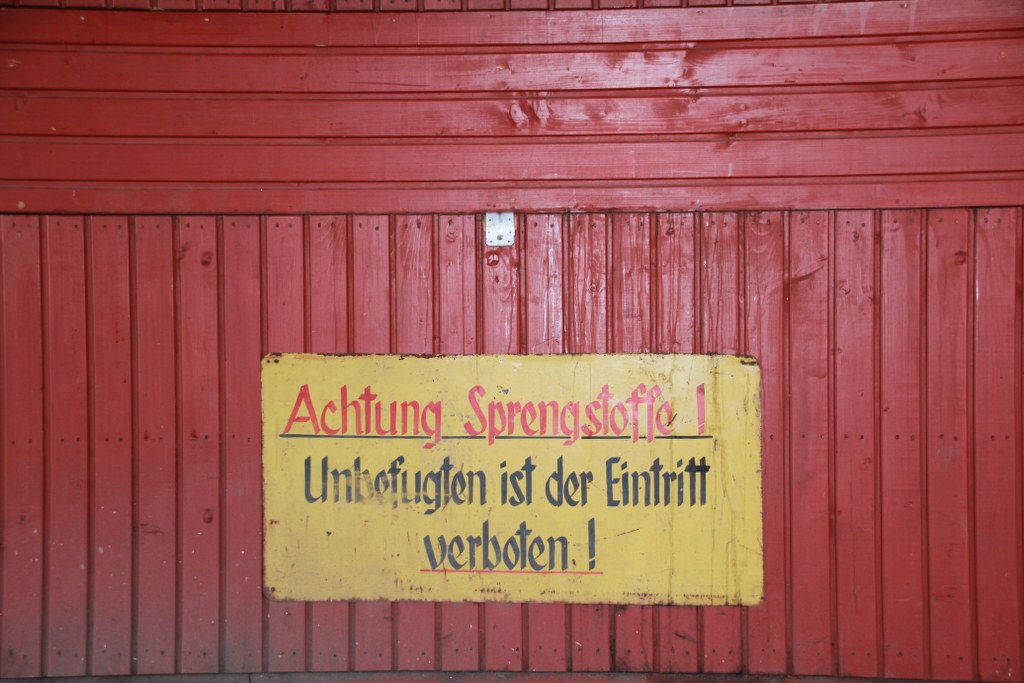 Achtung Sprengstoffe !
Unbefugten ist der Eintritt
verboten. !